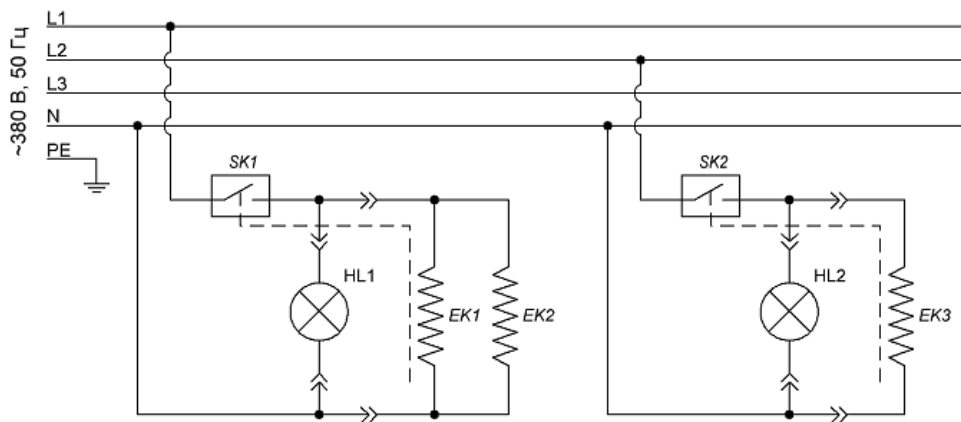 ~380 В, 50 Гц
L1
L2
L3
N
PE
SK1
SK2
HL1
EK1
EK2
HL2
EK3